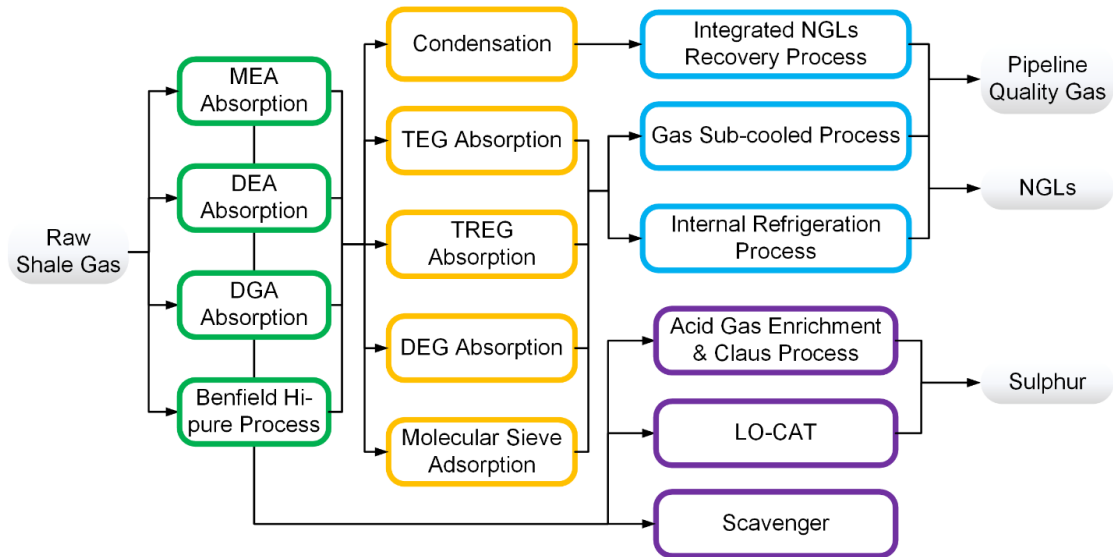 Raw
Shale Gas
MEA
Absorption
DEA
Absorption
DGA
Absorption
Benfield Hi-
pure Process
Condensation
TEG Absorption
TREG
Absorption
DEG Absorption
Molecular Sieve
Adsorption
Integrated NGLs
Recovery Process
Gas Sub-cooled Process
Internal Refrigeration
Process
Acid Gas Enrichment
& Claus Process
LO-CAT
Scavenger
Pipeline
Quality Gas
NGLs
Sulphur